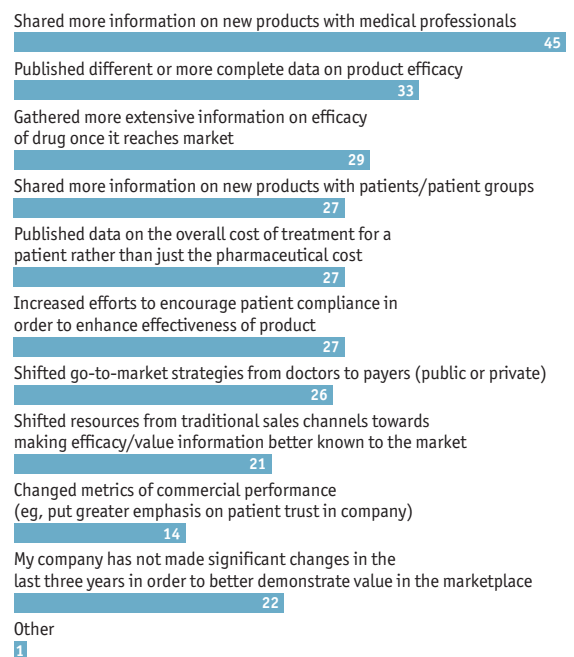 Shared more information on new products with medical professionals
45
Published different or more complete data on product efficacy
33
Gathered more extensive information on efficacy
of drug once it reaches market
29
Shared more information on new products with patients/patient groups
27
Published data on the overall cost of treatment for a
patient rather than just the pharmaceutical cost
27
Increased efforts to encourage patient compliance in
order to enhance effectiveness of product
27
Shifted go-to-market strategies from doctors to payers (public or private)
26
Shifted resources from traditional sales channels towards
making efficacy/value information better known to the market
21
Changed metrics of commercial performance
(eg, put greater emphasis on patient trust in company)
14
My company has not made significant changes in the
last three years in order to better demonstrate value in the marketplace
22
Other
1